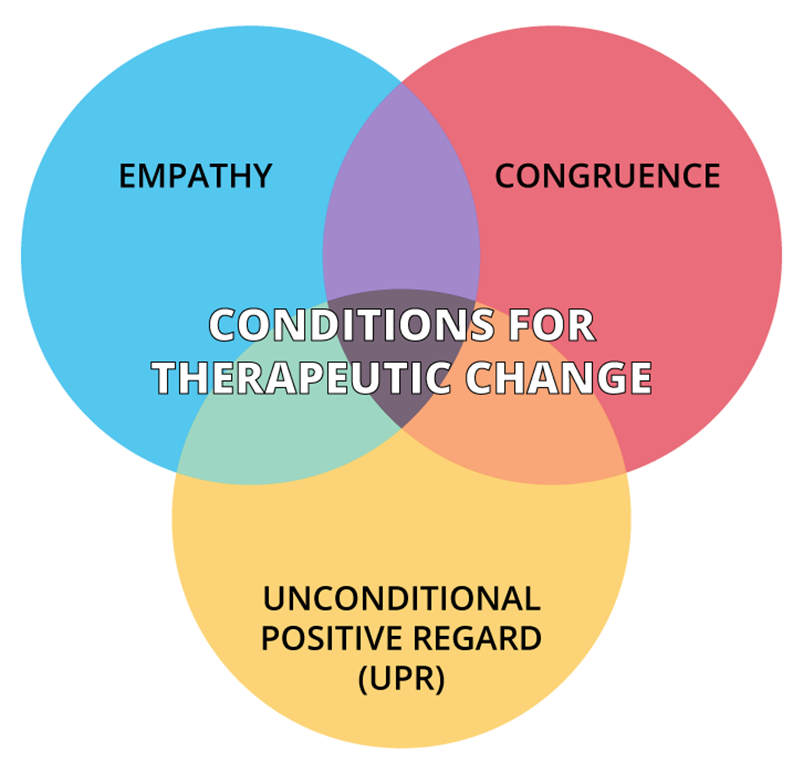 EMPATHY
CONGRUENCE
CONDITIONS FOR
THERAPEUTIC CHANGE
UNCONDITIONAL
POSITIVE REGARD
(UPR)